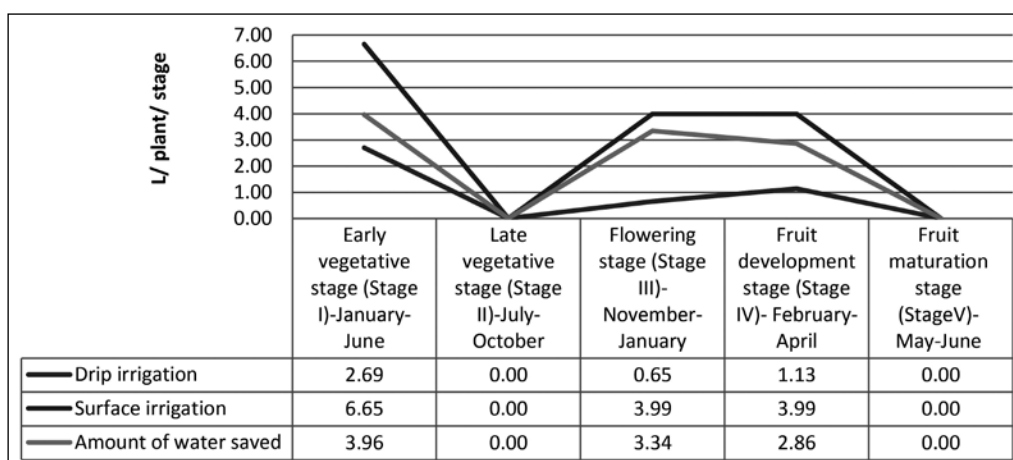 L/ plant/ stage
7.00
6.00
5.00
4.00
3.00
2.00
1.00
0.00
Early
vegetative
stage (Stage
I)-January-
June
Late
vegetative
stage (Stage
II)-July-
October
Flowering
stage (Stage
III)-
November-
January
Fruit
development
stage (Stage
IV)- February-
April
Fruit
maturation
stage
(StageV)-
May-June
Drip irrigation 2.69 0.00 0.65 1.13 0.00
Surface irrigation 6.65 0.00 3.99 3.99 0.00
Amount of water saved 3.96 0.00 3.34 2.86 0.00